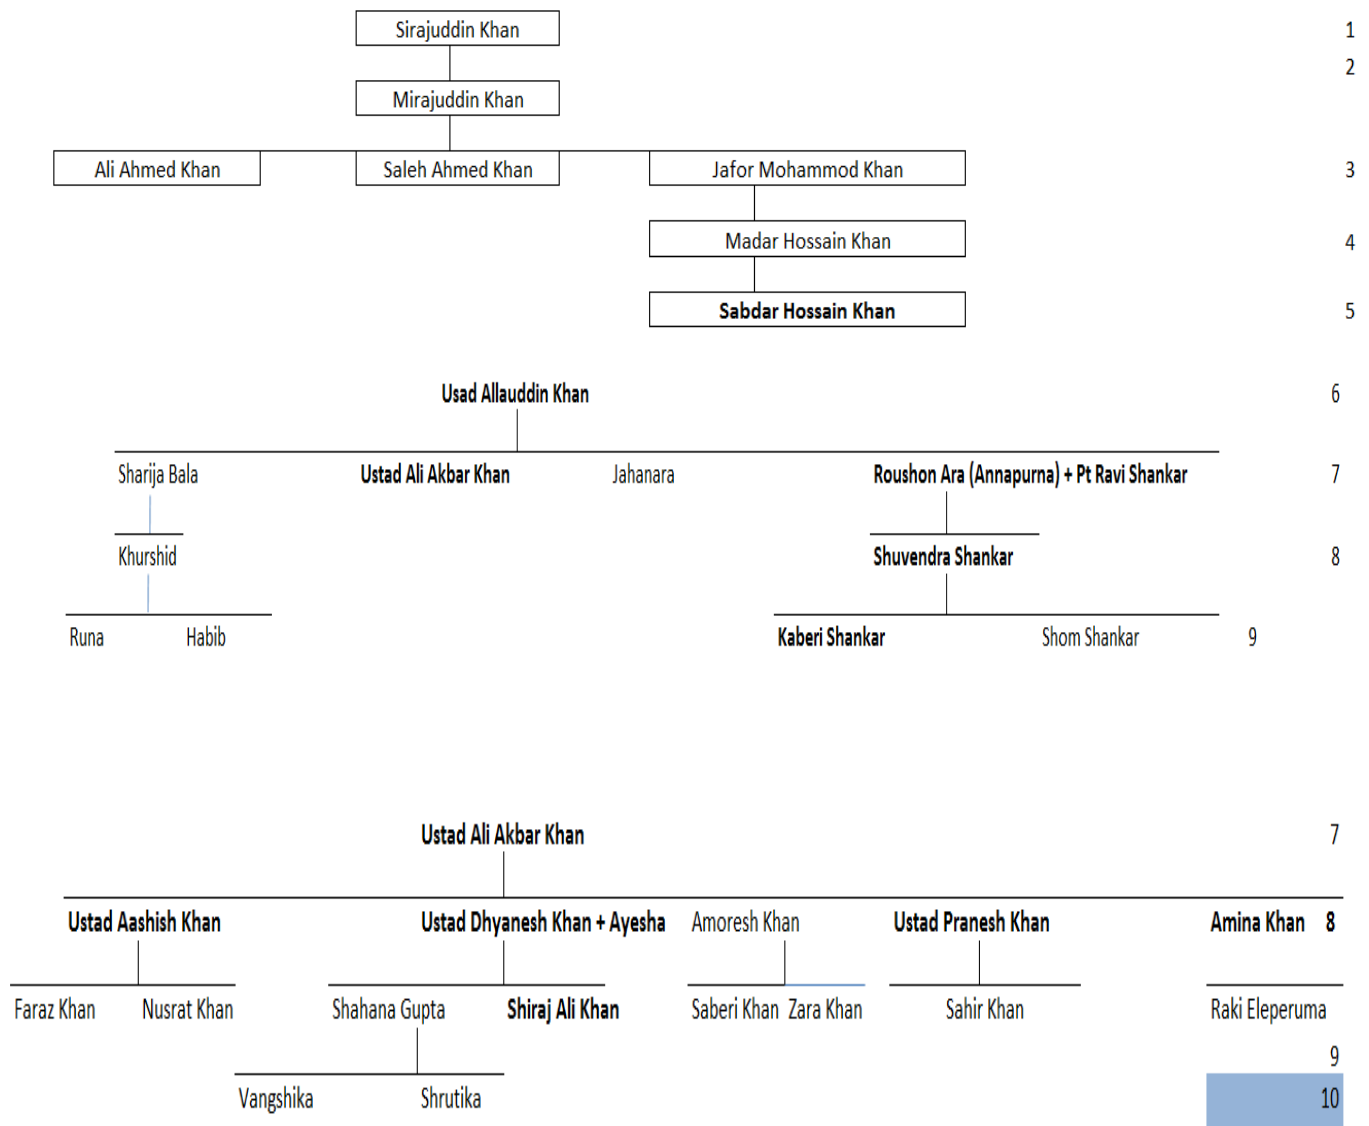 Sirajuddin Khan 1
2
Mirajuddin Khan
Ali Ahmed Khan Saleh Ahmed Khan Jafor Mohammod Khan 3
Madar Hossain Khan 4
Sabdar Hossain Khan 5
Usad Allauddin Khan 6
Sharija Bala Ustad Ali Akbar Khan Jahanara Roushon Ara (Annapurna) + Pt Ravi Shankar 7
Khurshid Shuvendra Shankar 8
Runa Habib Kaberi Shankar Shom Shankar 9
Ustad Ali Akbar Khan 7
Ustad Aashish Khan Ustad Dhyanesh Khan + Ayesha Amoresh Khan Ustad Pranesh Khan Amina Khan 8
Faraz Khan Nusrat Khan Shahana Gupta Shiraj Ali Khan Saberi Khan Zara Khan Sahir Khan Raki Eleperuma
9
Vangshika Shrutika 10